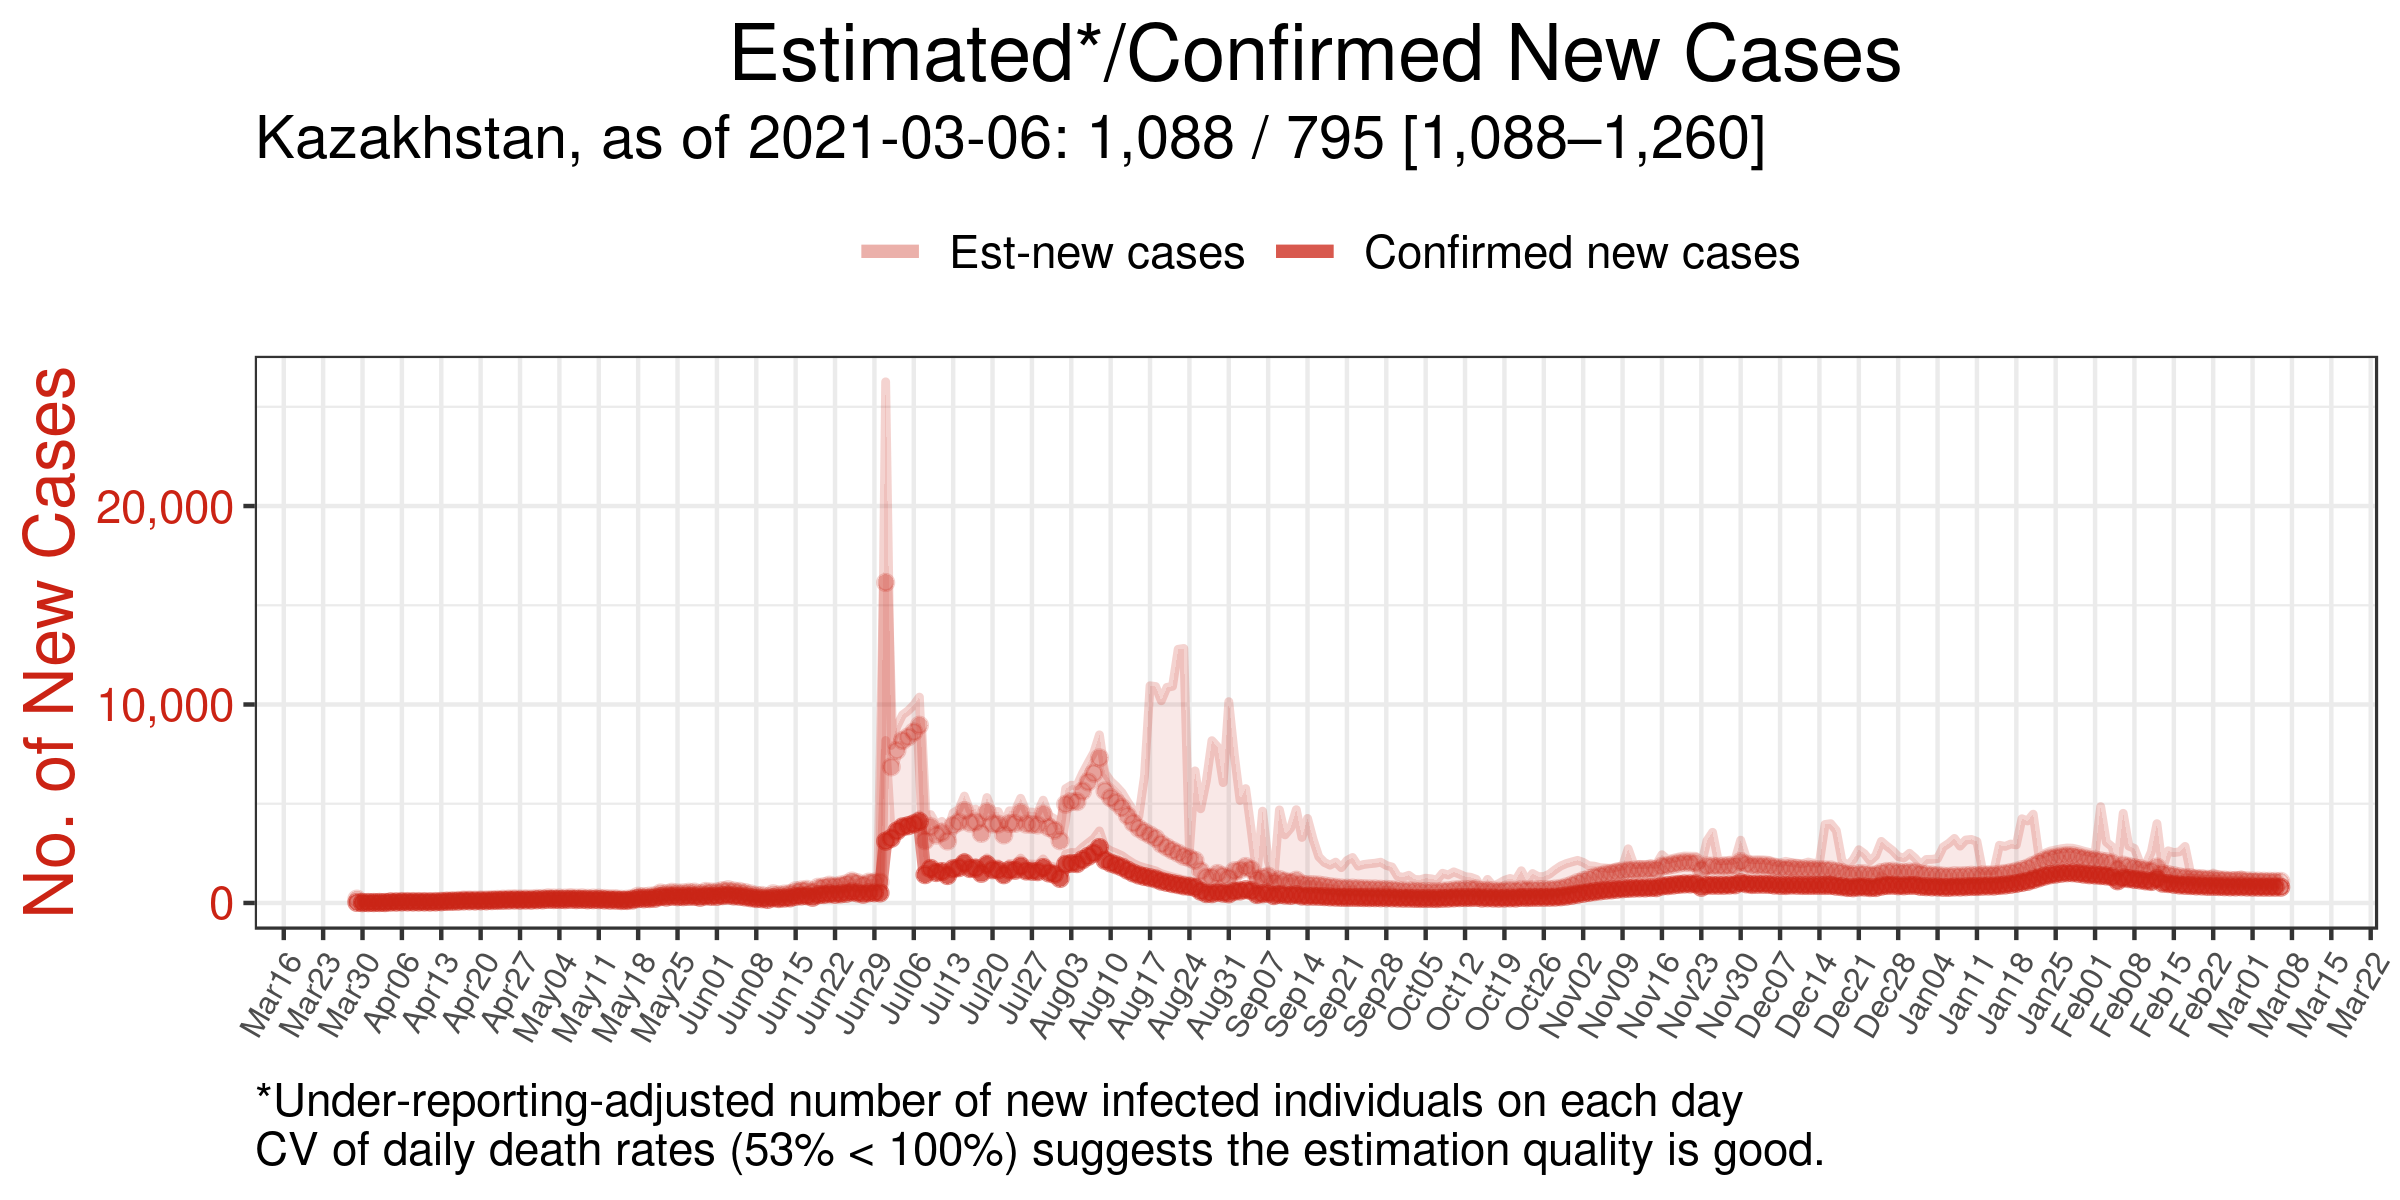 Estimated*/Confirmed New Cases
Kazakhstan, as of 2021-03-06: 1,088 / 795 [1,088–1,260]
Est-new cases
Confirmed new cases
No. of New Cases
20,000
10,000
0
Mar16
Mar23
Mar30
Apr06
Apr13
Apr20
Apr27
May04
May11
May18
May25
Jun01
Jun08
Jun15
Jun22
Jun29
Jul06
Jul13
Jul20
Jul27
Aug03
Aug10
Aug17
Aug24
Aug31
Sep07
Sep14
Sep21
Sep28
Oct05
Oct12
Oct19
Oct26
Nov02
Nov09
Nov16
Nov23
Nov30
Dec07
Dec14
Dec21
Dec28
Jan04
Jan11
Jan18
Jan25
Feb01
Feb08
Feb15
Feb22
Mar01
Mar08
Mar15
Mar22
*Under-reporting-adjusted number of new infected individuals on each day
CV of daily death rates (53% < 100%) suggests the estimation quality is good.